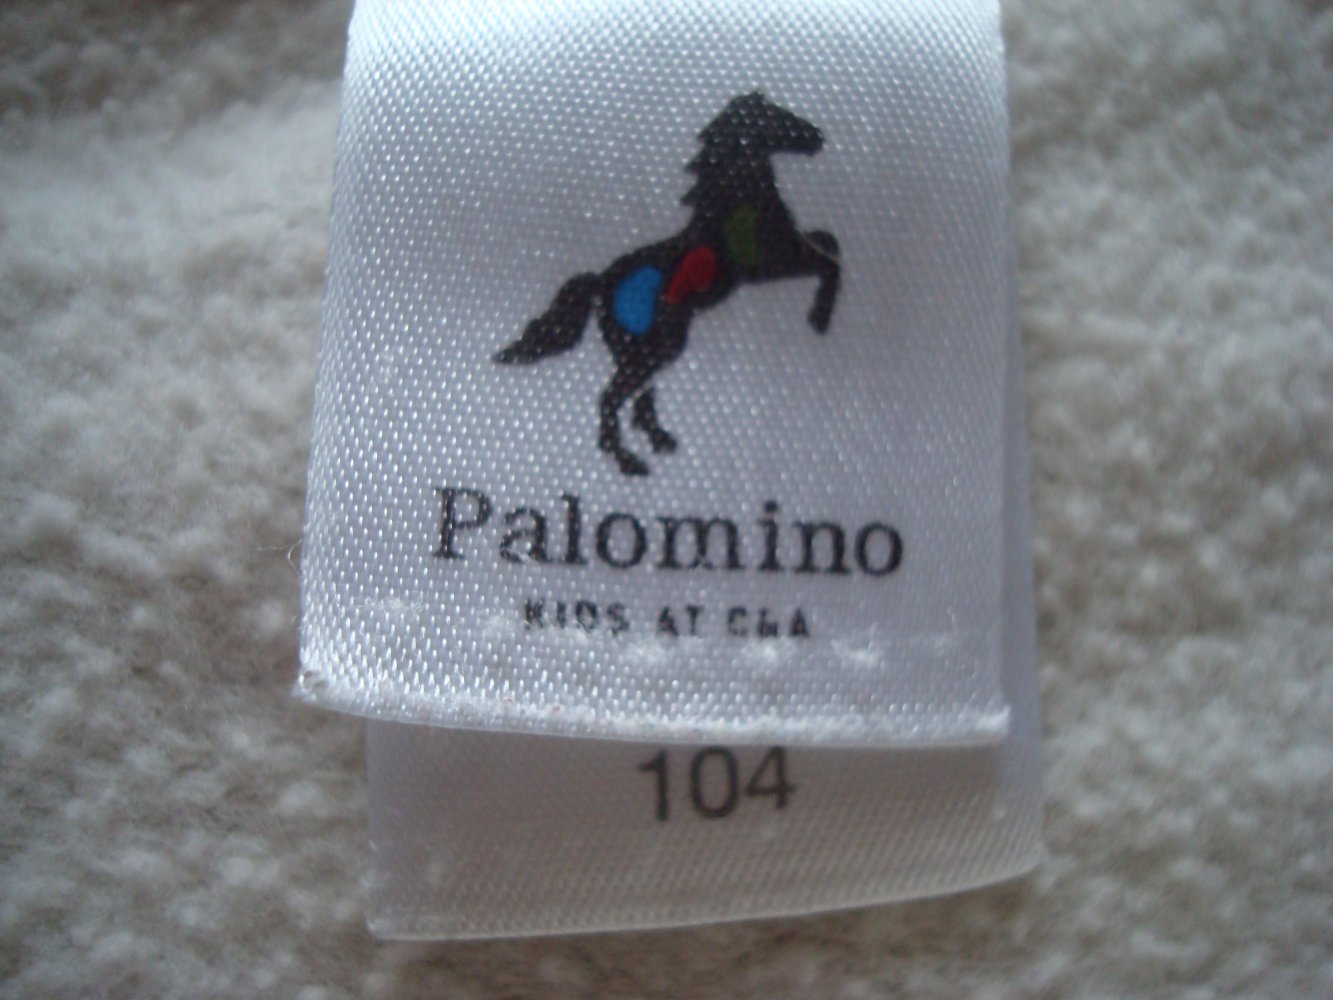 Palomino
KIDS AT C&A
104